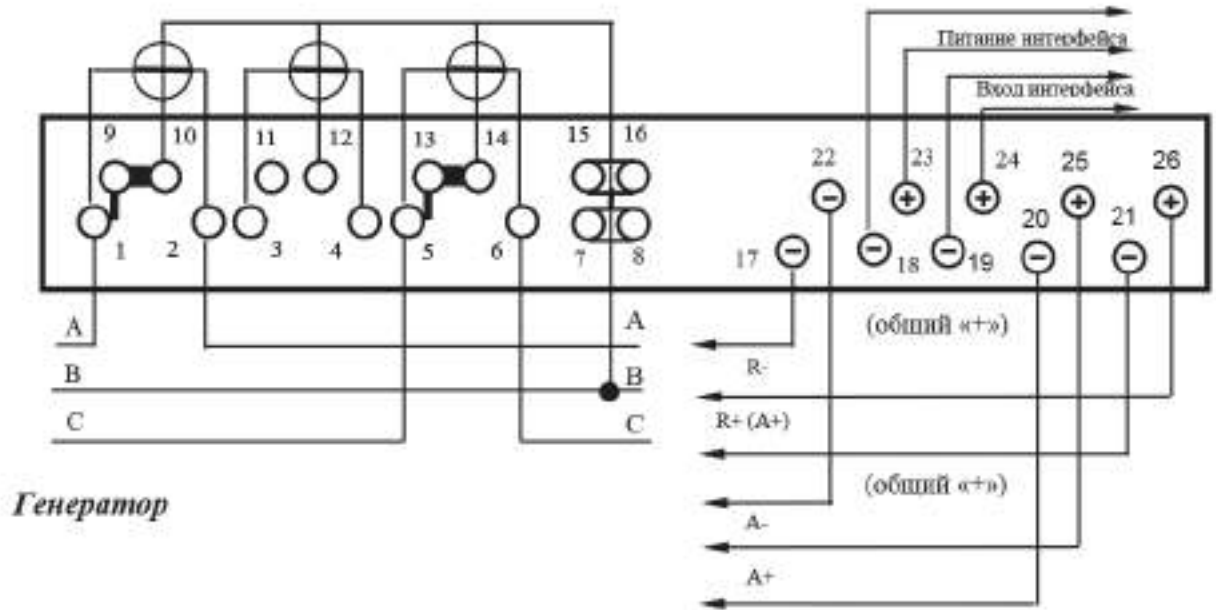 Питание интерфейса
Вход интерфейса
9 10 11 12 13 14 15 16
22 23 24 25 26
1 2 3 4 5 6 7 8
17 18 19 20 21
A A
(общий «+»)
R-
B B
R+ (A+)
C C
(общий «+»)
Генератор
A-
A+